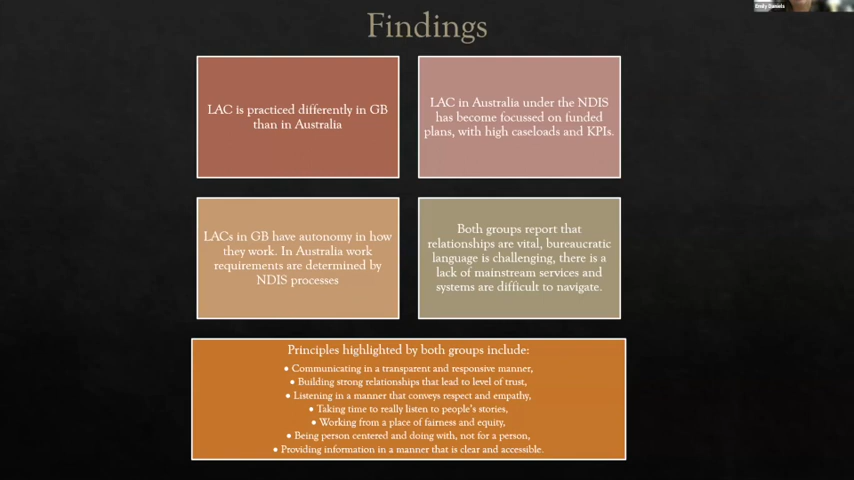 Emily Daniels
Findings
LAC is practiced differently in GB
than in Australia
LAC in Australia under the NDIS
has become focussed on funded
plans, with high caseloads and KPIs.
LACs in GB have autonomy in how
they work. In Australia work
requirements are determined by
NDIS processes
Both groups report that
relationships are vital, bureaucratic
language is challenging, there is a
lack of mainstream services and
systems are difficult to navigate.
Principles highlighted by both groups include:
● Communicating in a transparent and responsive manner,
● Building strong relationships that lead to level of trust,
● Listening in a manner that conveys respect and empathy,
● Taking time to really listen to people's stories,
● Working from a place of fairness and equity,
● Being person centered and doing with, not for a person,
● Providing information in a manner that is clear and accessible.